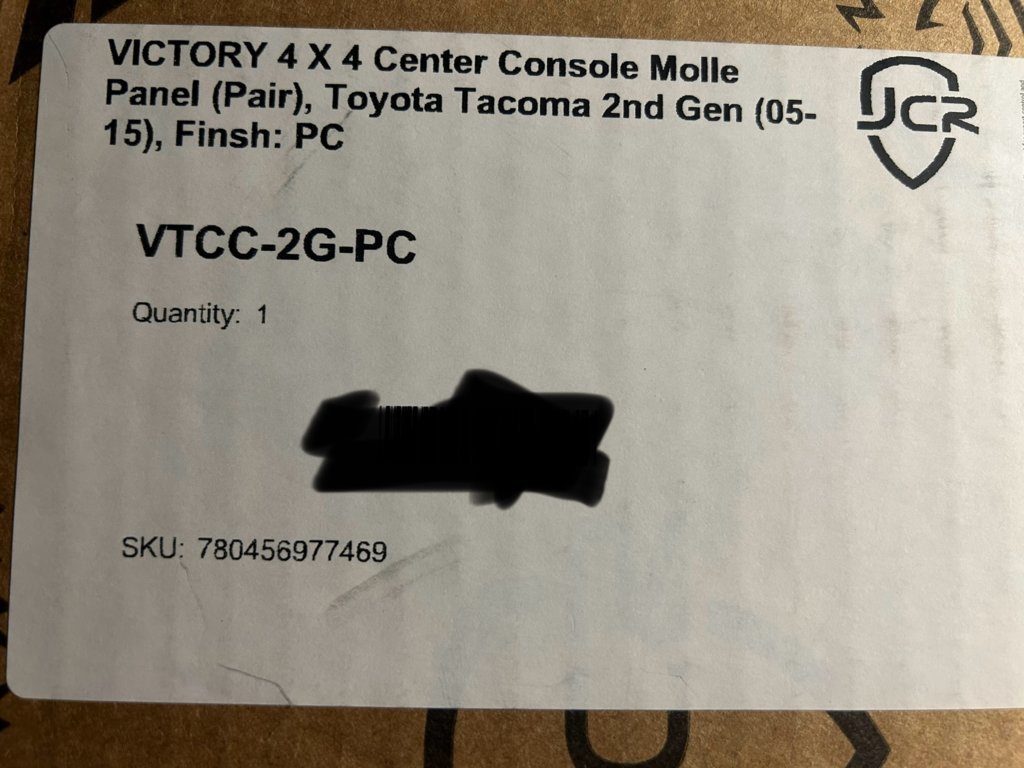 VICTORY 4 X 4 Center Console Molle
Panel (Pair), Toyota Tacoma 2nd Gen (05-
15), Finsh: PC
JCR
VTCC-2G-PC
Quantity: 1
SKU: 780456977469